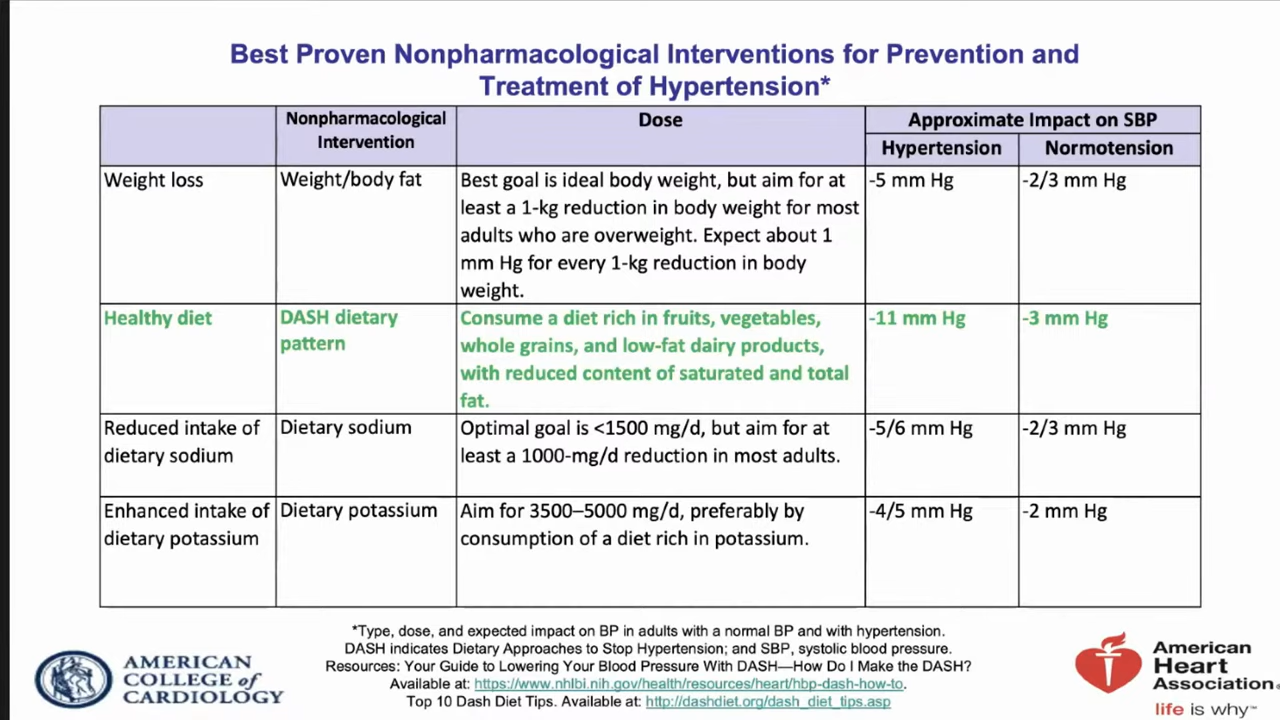 Best Proven Nonpharmacological Interventions for Prevention and
Treatment of Hypertension*
Nonpharmacological
Intervention
Dose
Approximate Impact on SBP
Hypertension
Normotension
Weight loss
Weight/body fat
Best goal is ideal body weight, but aim for at
least a 1-kg reduction in body weight for most
adults who are overweight. Expect about 1
mm Hg for every 1-kg reduction in body
weight.
-5 mm Hg
-2/3 mm Hg
Healthy diet
DASH dietary
pattern
Consume a diet rich in fruits, vegetables,
whole grains, and low-fat dairy products,
with reduced content of saturated and total
fat.
-11 mm Hg
-3 mm Hg
Reduced intake of
dietary sodium
Dietary sodium
Optimal goal is <1500 mg/d, but aim for at
least a 1000-mg/d reduction in most adults.
-5/6 mm Hg
-2/3 mm Hg
Enhanced intake of
dietary potassium
Dietary potassium
Aim for 3500–5000 mg/d, preferably by
consumption of a diet rich in potassium.
-4/5 mm Hg
-2 mm Hg
*Type, dose, and expected impact on BP in adults with a normal BP and with hypertension.
DASH indicates Dietary Approaches to Stop Hypertension; and SBP, systolic blood pressure.
Resources: Your Guide to Lowering Your Blood Pressure With DASH—How Do I Make the DASH?
Available at: https://www.nhlbi.nih.gov/health/resources/heart/hbp-dash-how-to.
Top 10 Dash Diet Tips. Available at: http://dashdiet.org/dash_diet_tips.asp
AMERICAN
COLLEGE of
CARDIOLOGY
American
Heart
Association.
life is why™